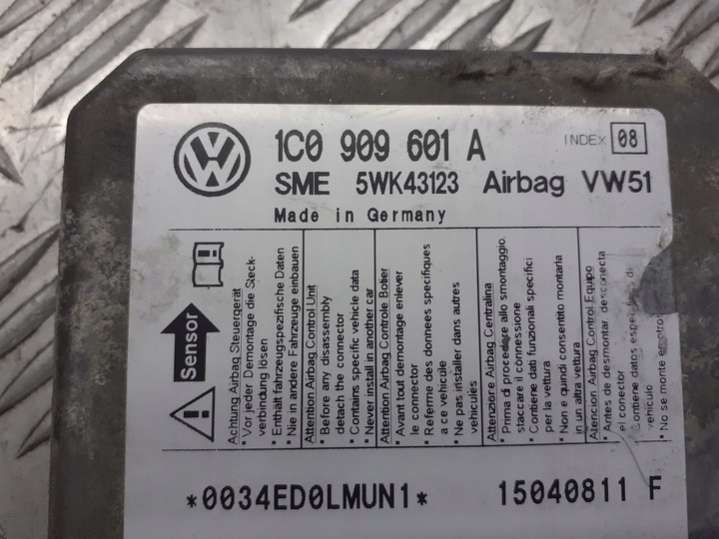 1C0 909 601 A
INDEX 08
SME 5WK43123 Airbag VW51
Made in Germany
Sensor
Achtung Airbag Steuergerät
• Vor jeder Demontage die Steck-
verbindung lösen
• Enthält fahrzeugspezifische Daten
• Nie in andere Fahrzeuge einbauen
Attention Airbag Control Unit
• Before any disassembly
detach the connector
• Contains specific vehicle data
• Never install in another car
Attention Airbag Controle Boîier
• Avant tout demontage enlever
le connector
• Referme des donnees specifiques
a ce vehicule
• Ne pas installer dans autres
vehicules
Attenzione Airbag Centralina
• Prima di procedere allo smontaggio.
staccare il connessione
• Contiene dati funzionali specifici
per la vettura
• Non e quindi consentito montarla
in un altra vettura
Atencion Airbag Control Equipo
• Antes de desmontar desconecta
el conector
• Contiene datos
vehiculo
• No se monte
*0034ED0LMUN1* 15040811 F